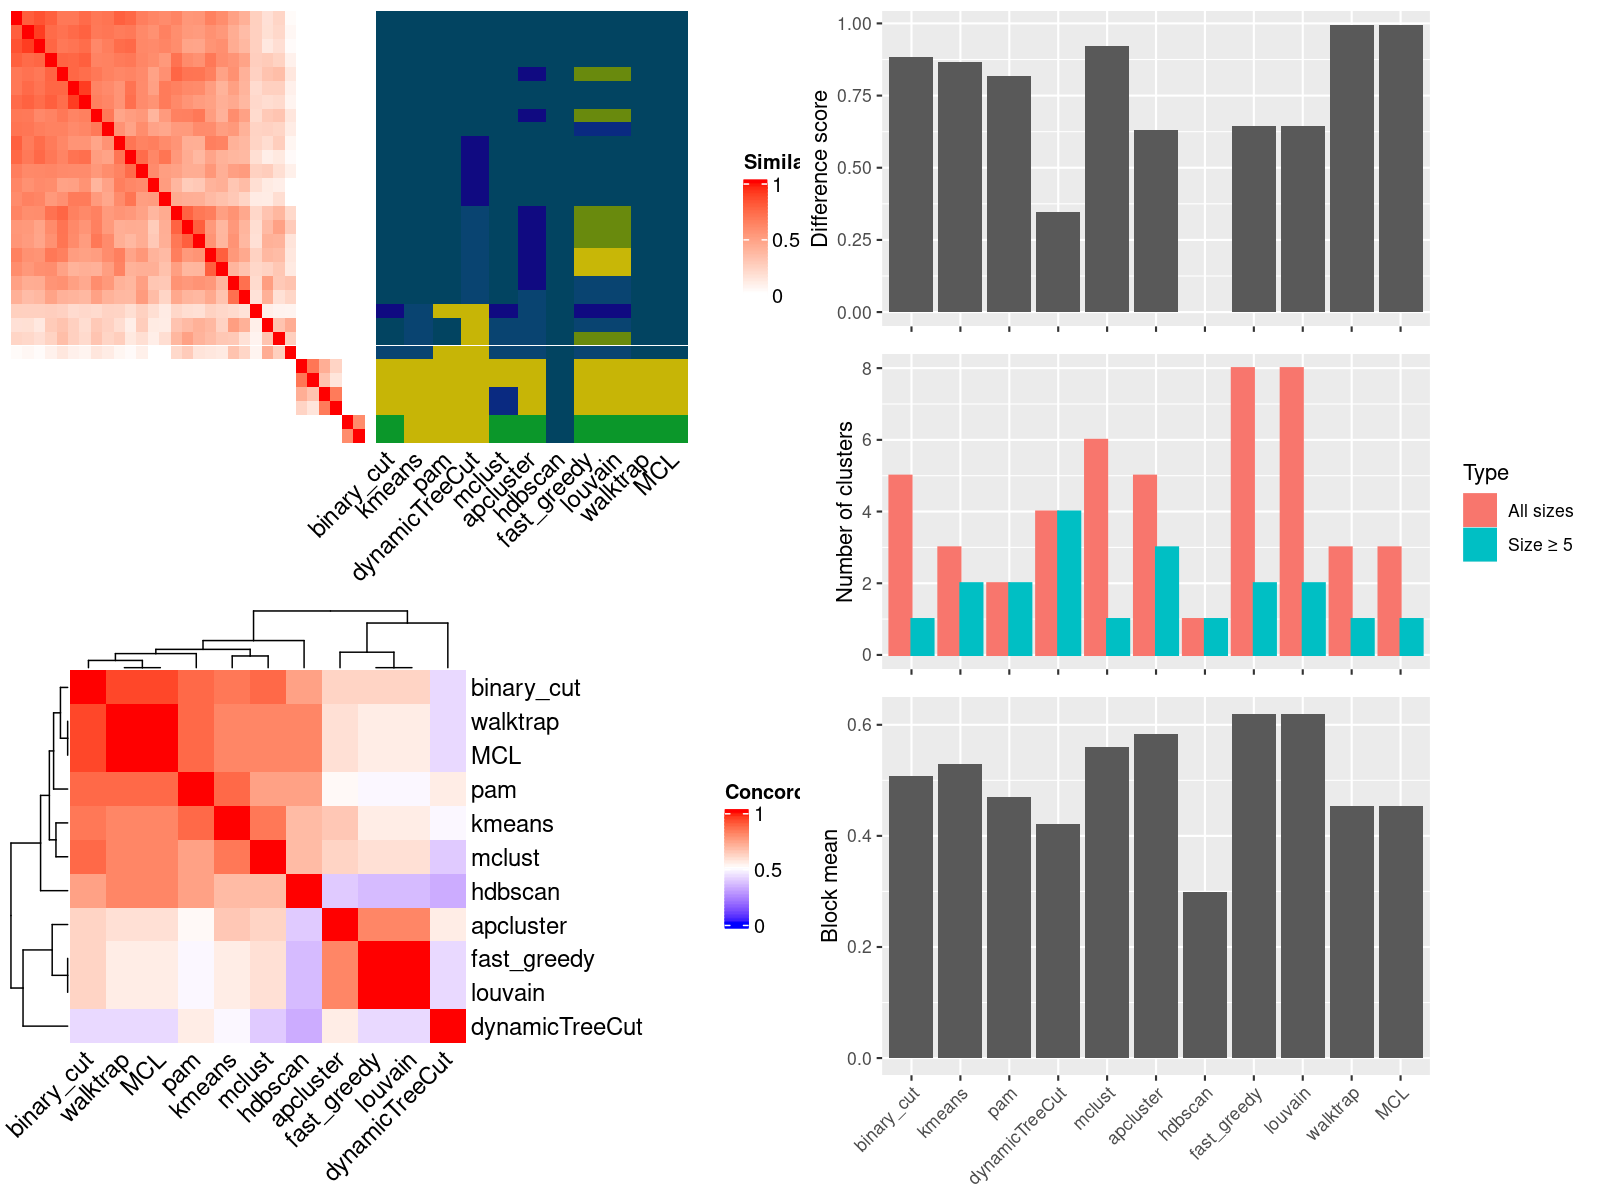 Simila
1
0.5
0
binary_cut
kmeans
pam
dynamicTreeCut
mclust
apcluster
hdbscan
fast_greedy
louvain
walktrap
MCL
Difference score
1.00
0.75
0.50
0.25
0.00
Number of clusters
8
6
4
2
0
Type
All sizes
Size ≥ 5
binary_cut
walktrap
MCL
pam
kmeans
mclust
hdbscan
apcluster
fast_greedy
louvain
dynamicTreeCut
binary_cut
walktrap
MCL
pam
kmeans
mclust
hdbscan
apcluster
fast_greedy
louvain
dynamicTreeCut
Concord
1
0.5
0
Block mean
0.6
0.4
0.2
0.0
binary_cut
kmeans
pam
dynamicTreeCut
mclust
apcluster
hdbscan
fast_greedy
louvain
walktrap
MCL